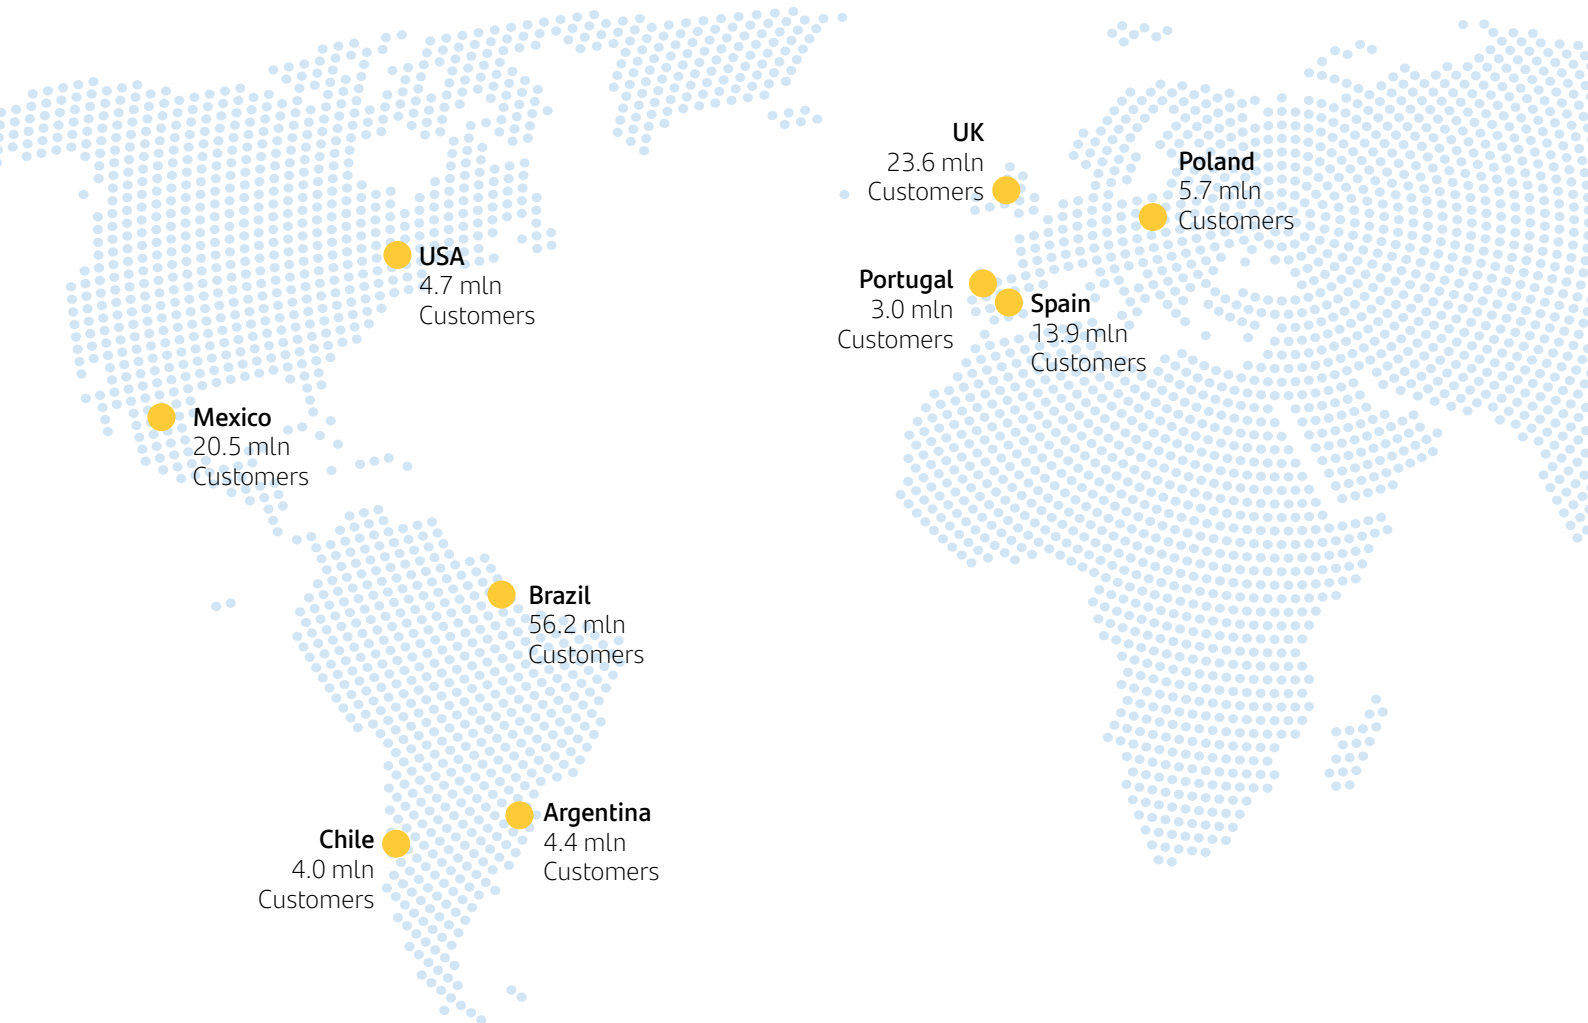 UK
23.6 mln
Customers
Poland
5.7 mln
Customers
USA
4.7 mln
Customers
Portugal
3.0 mln
Customers
Spain
13.9 mln
Customers
Mexico
20.5 mln
Customers
Brazil
56.2 mln
Customers
Argentina
4.4 mln
Customers
Chile
4.0 mln
Customers